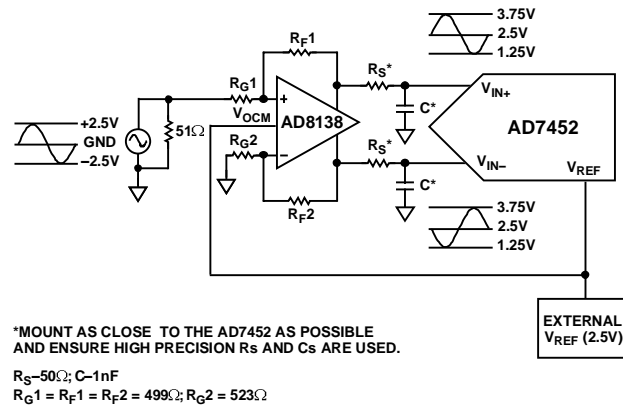 3.75V
2.5V
1.25V
RF1
RG1
RS*
VIN+
+
VOCM
C*
AD8138
AD7452
+2.5V
GND
51Ω
–2.5V
RG2
–
RS*
VIN–
VREF
C*
RF2
3.75V
2.5V
1.25V
EXTERNAL
VREF (2.5V)
*MOUNT AS CLOSE TO THE AD7452 AS POSSIBLE
AND ENSURE HIGH PRECISION Rs AND Cs ARE USED.
RS–50Ω; C–1nF
RG1 = RF1 = RF2 = 499Ω; RG2 = 523Ω